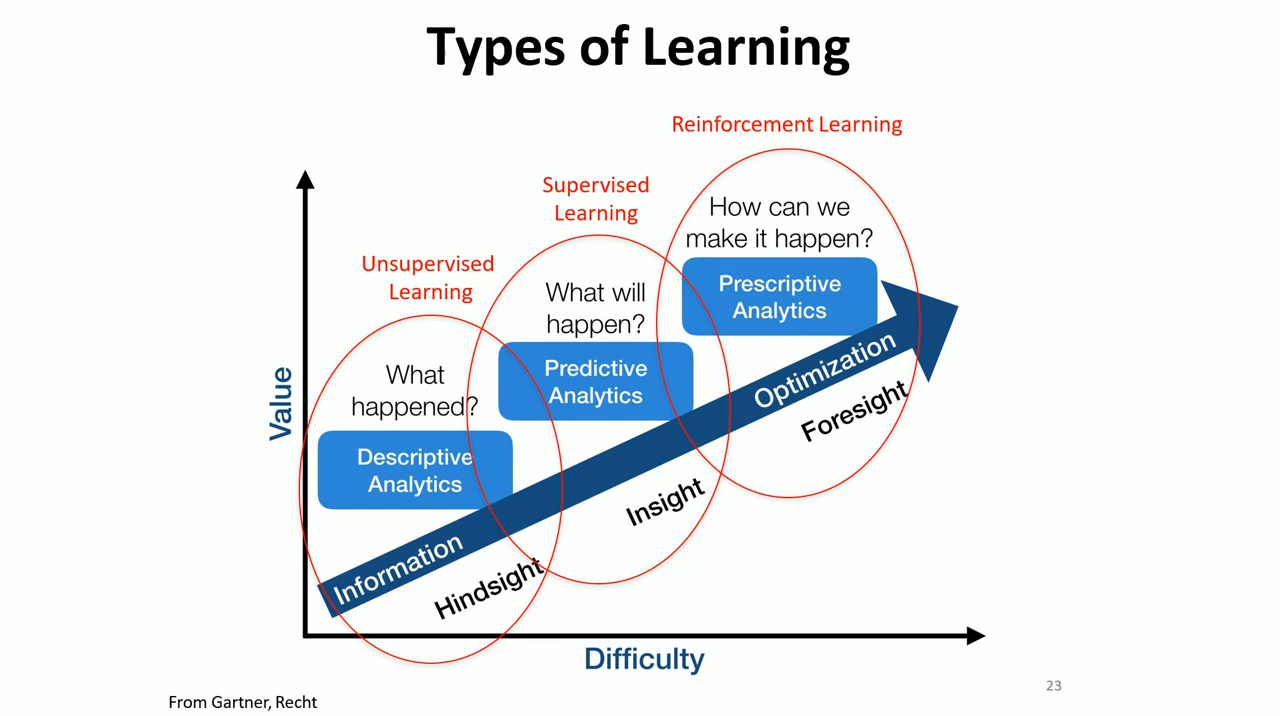 Types of Learning
Reinforcement Learning
Supervised
Learning
How can we
make it happen?
Unsupervised
Learning
What will
happen?
Prescriptive
Analytics
What
happened?
Predictive
Analytics
Descriptive
Analytics
Value
Information
Optimization
Hindsight
Insight
Foresight
Difficulty
From Gartner, Recht
23